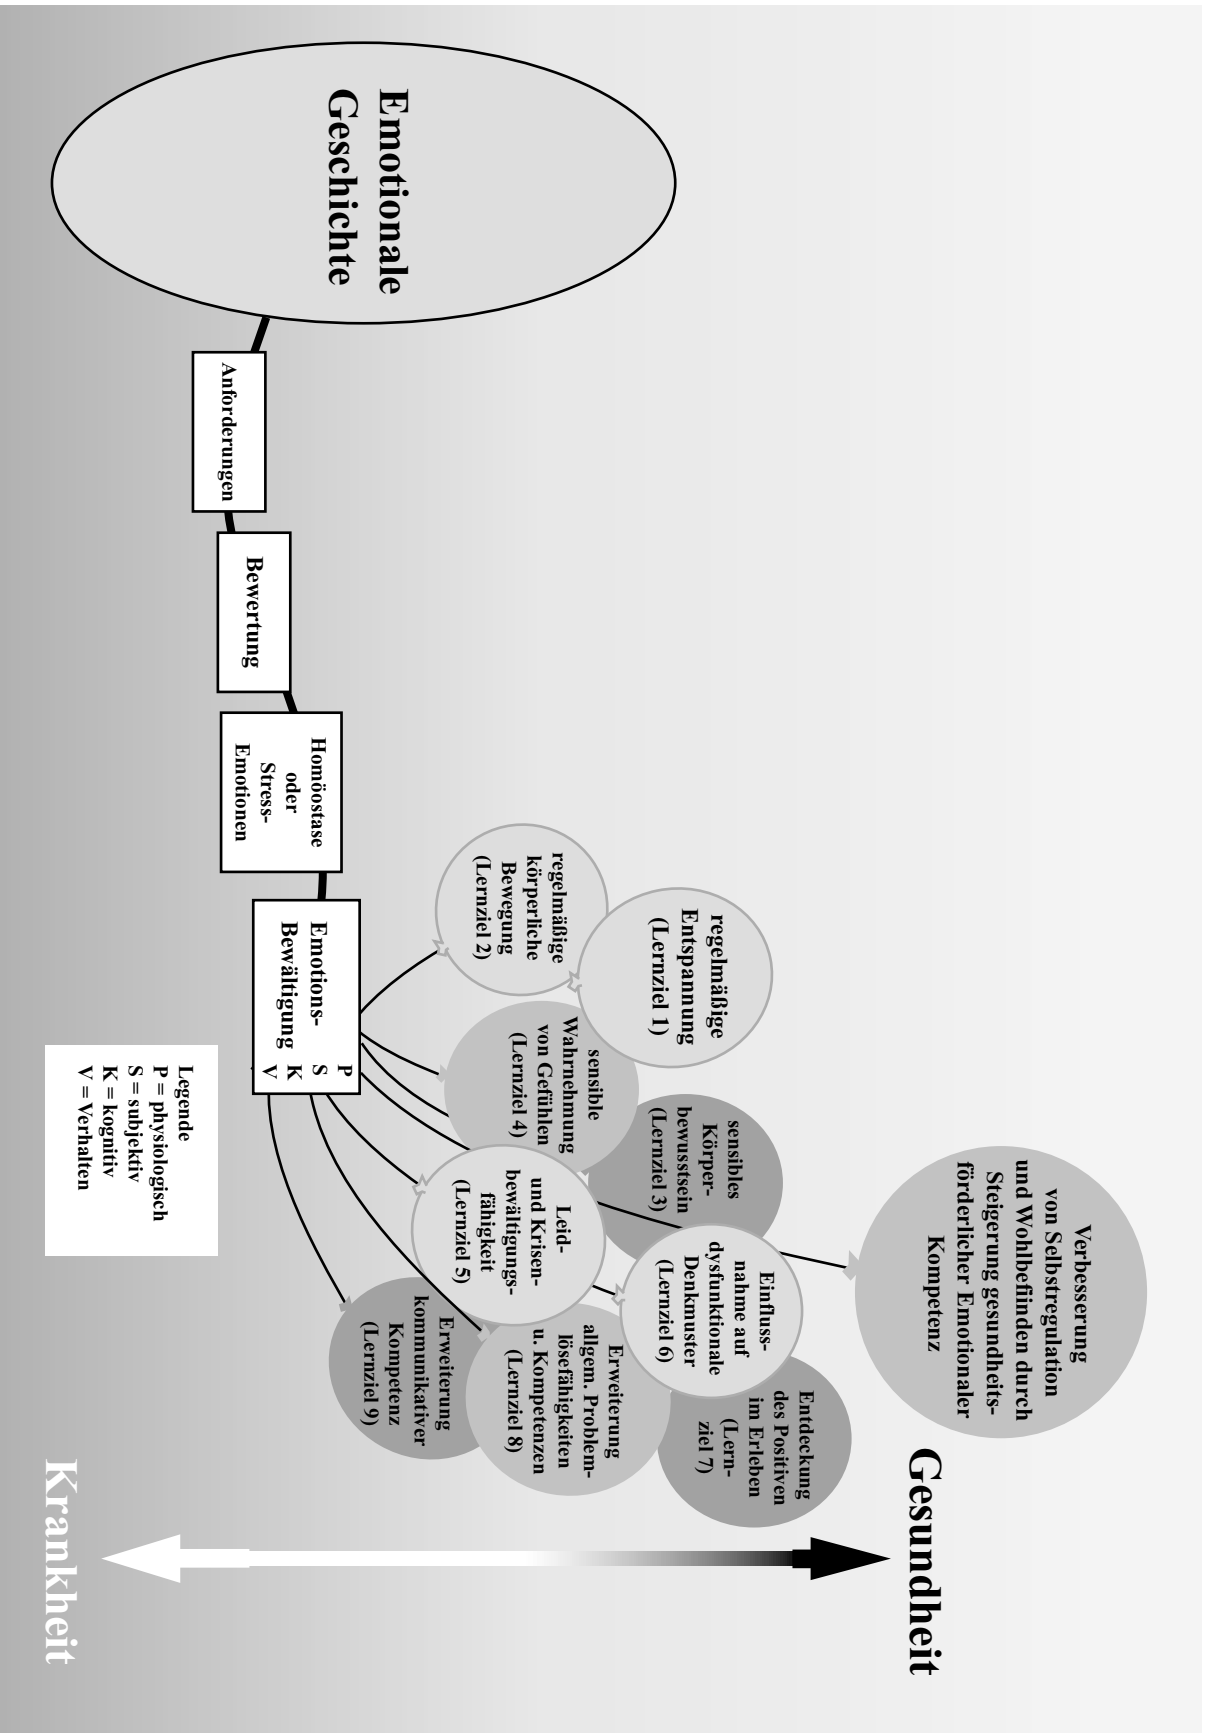 Emotionale
Geschichte
Anforderungen
Bewertung
Homöostase
oder
Stress-
Emotionen
Emotions-
Bewältigung
P
S
K
V
regelmäßige
Entspannung
(Lernziel 1)
regelmäßige
körperliche
Bewegung
(Lernziel 2)
sensibles
Körper-
bewusstsein
(Lernziel 3)
sensible
Wahrnehmung
von Gefühlen
(Lernziel 4)
Leid-
und Krisen-
bewältigungs-
fähigkeit
(Lernziel 5)
Einfluss-
nahme auf
dysfunktionale
Denkmuster
(Lernziel 6)
Entdeckung
des Positiven
im Erleben
(Lern-
ziel 7)
Erweiterung
allgem. Problem-
lösefähigkeiten
u. Kompetenzen
(Lernziel 8)
Erweiterung
kommunikativer
Kompetenz
(Lernziel 9)
Verbesserung
von Selbstregulation
und Wohlbefinden durch
Steigerung gesundheits-
förderlicher Emotionaler
Kompetenz
Gesundheit
Krankheit
Legende
P = physiologisch
S = subjektiv
K = kognitiv
V = Verhalten